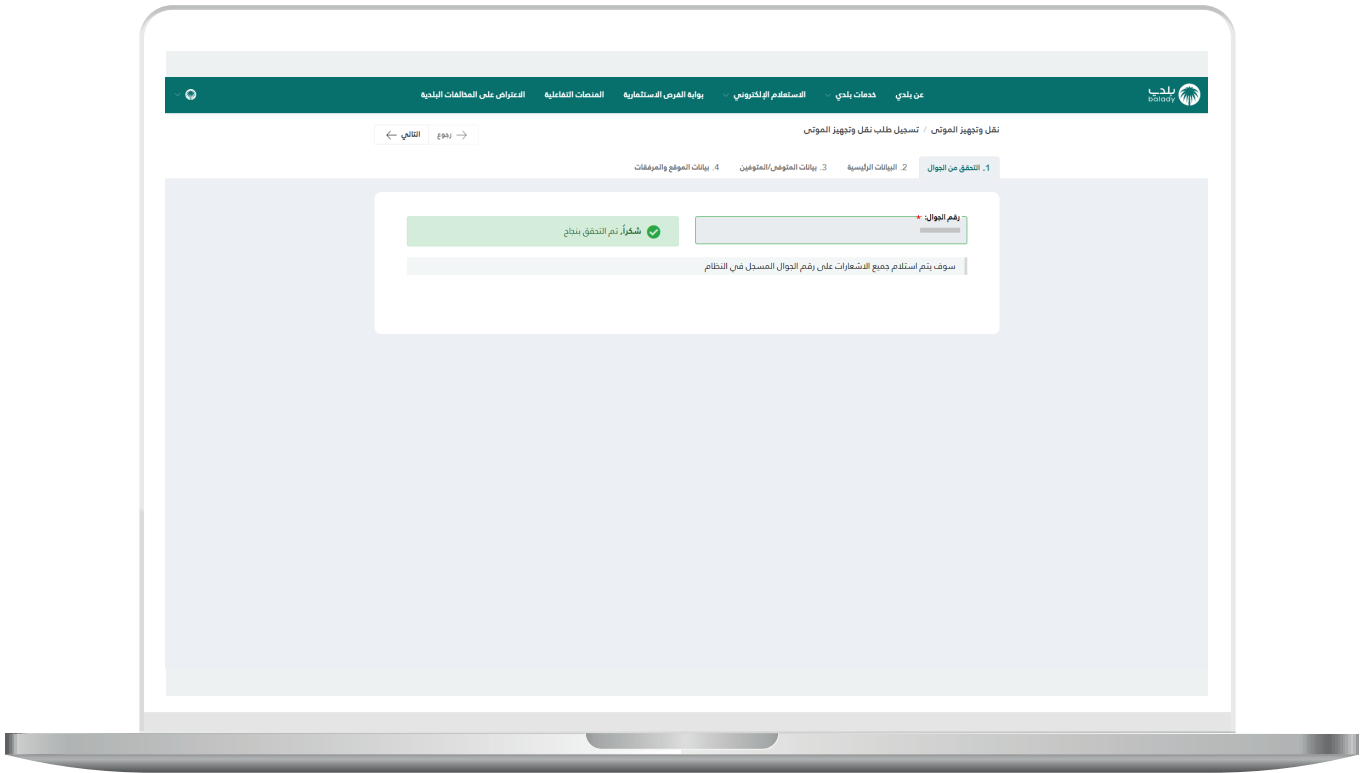 بلدي
balady
عن بلدي
خدمات بلدي
الاستعلام الإلكتروني
بوابة الفرص الاستثمارية
المنصات التفاعلية
الاعتراض على المخالفات البلدية
نقل وتجهيز الموتى / تسجيل طلب نقل وتجهيز الموتى
رجوع
التالي
1. التحقق من الجوال
2. البيانات الرئيسية
3. بيانات المتوفى/المتوفين
4. بيانات الموقع والمرفقات
رقم الجوال: *
شكراً, تم التحقق بنجاح
سوف يتم استلام جميع الاشعارات على رقم الجوال المسجل في النظام